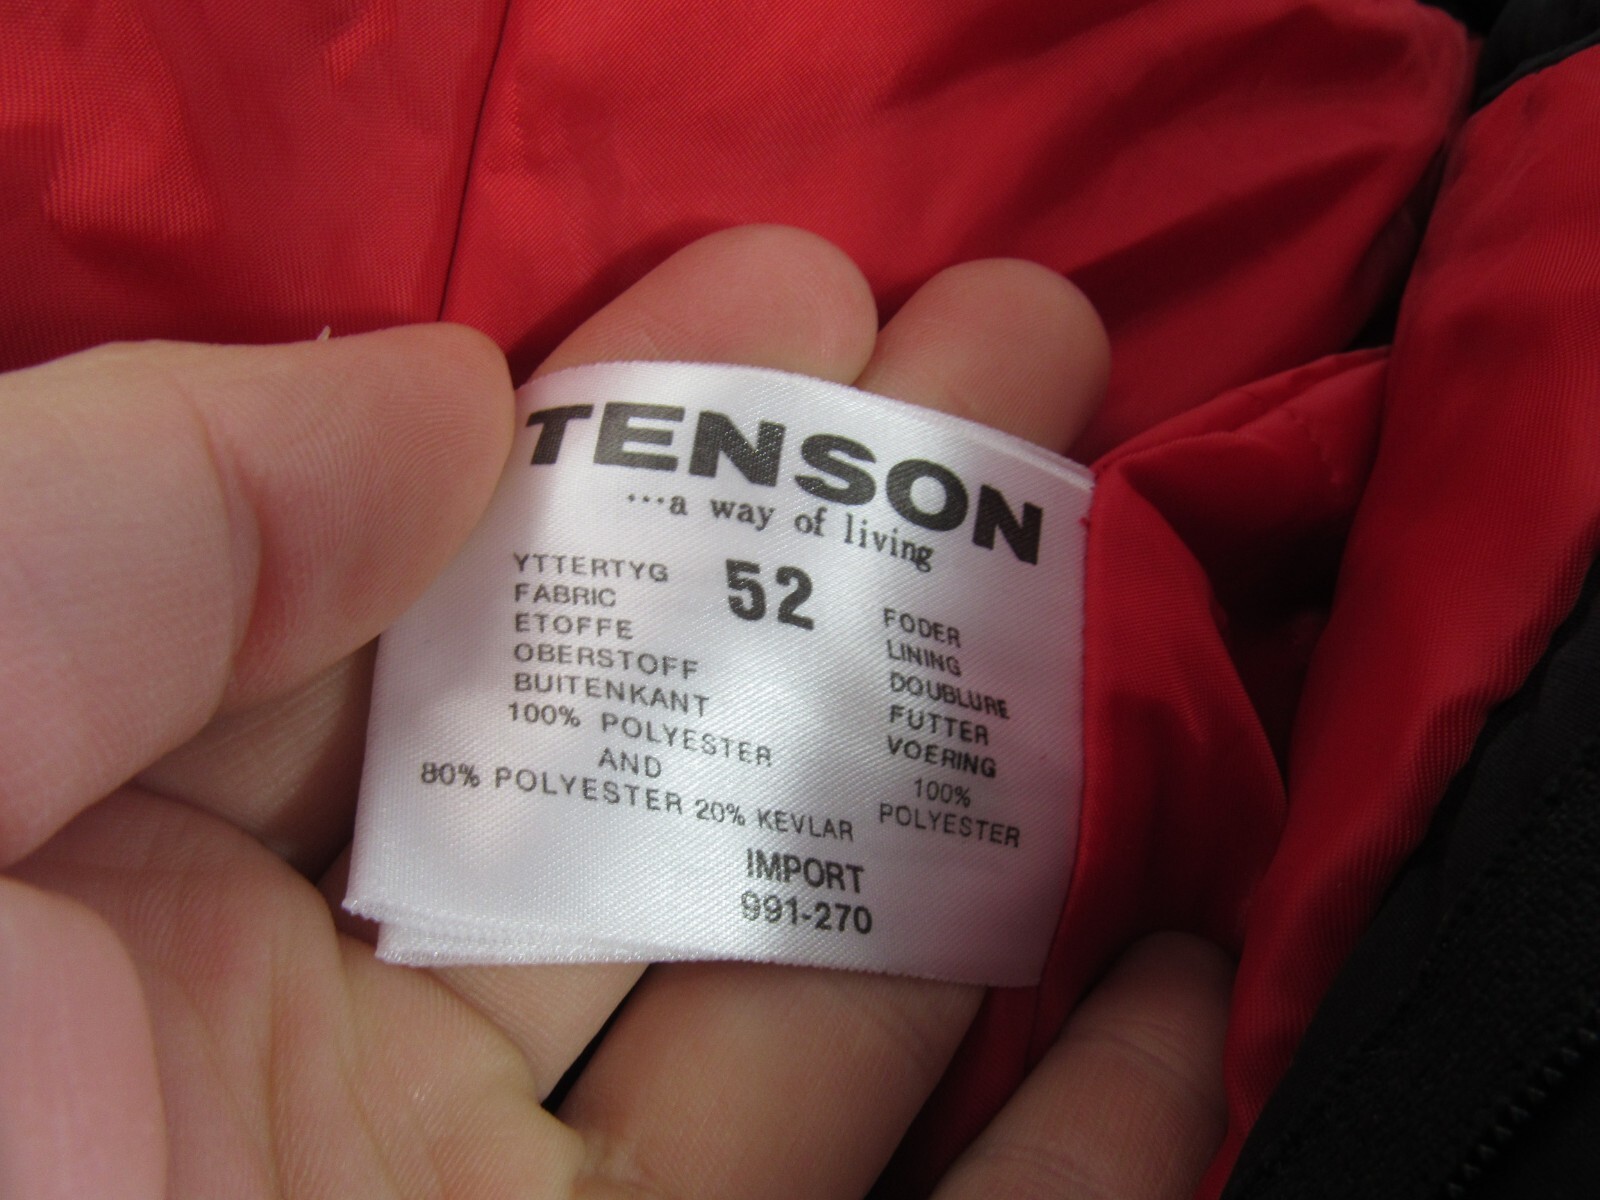 TENSON
...a way of living
52
YTTERTYG
FABRIC
ETOFFE
OBERSTOFF
BUITENKANT
100% POLYESTER
AND
80% POLYESTER 20% KEVLAR
FODER
LINING
DOUBLURE
FUTTER
VOERING
100%
POLYESTER
IMPORT
991-270